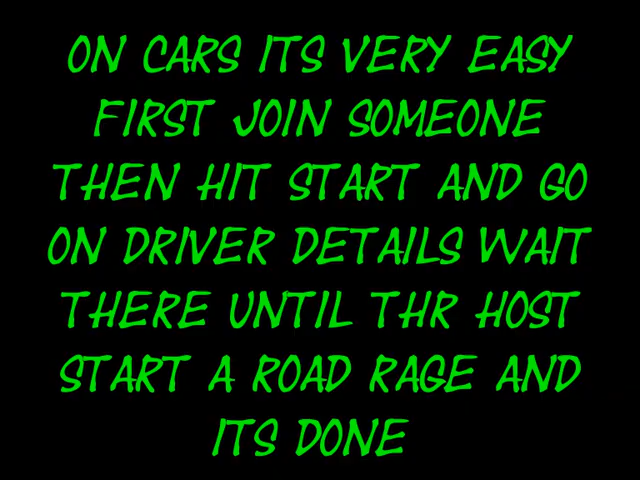 ON CARS ITS VERY EASY
FIRST JOIN SOMEONE
THEN HIT START AND GO
ON DRIVER DETAILS WAIT
THERE UNTIL THR HOST
START A ROAD RAGE AND
ITS DONE